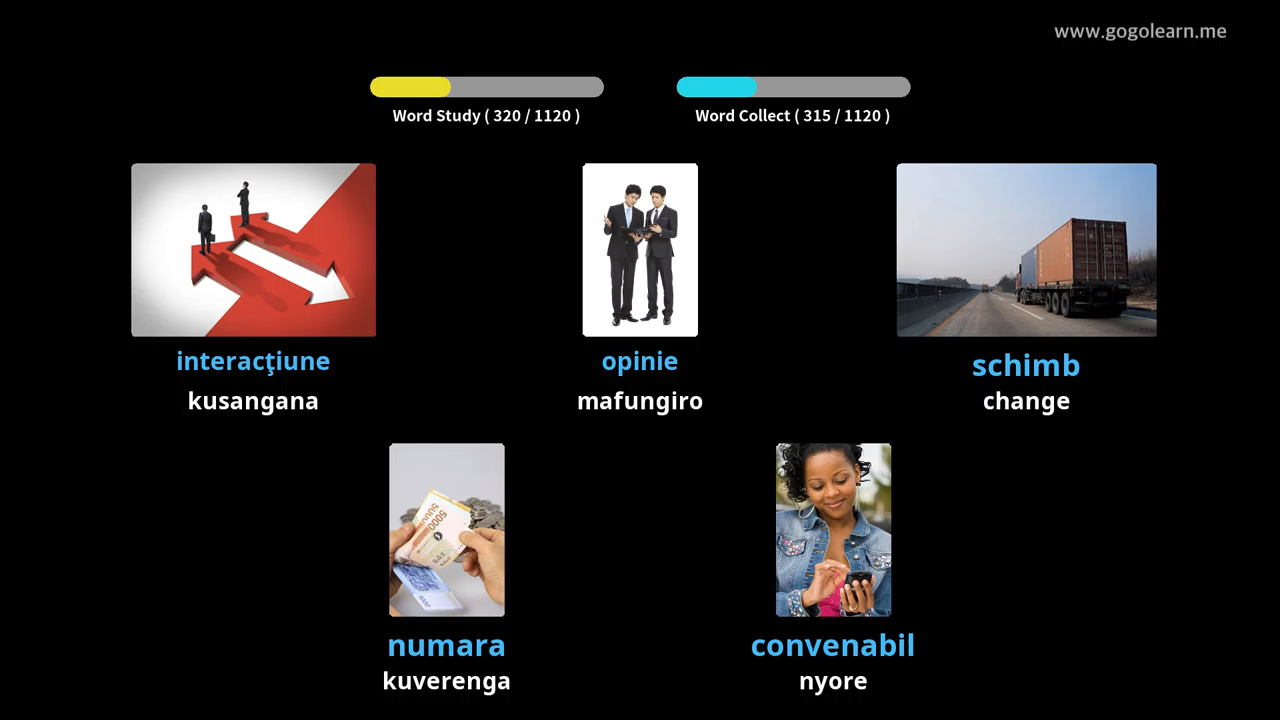 www.gogolearn.me
Word Study ( 320 / 1120 )
Word Collect ( 315 / 1120 )
interacţiune
kusangana
opinie
mafungiro
schimb
change
5000
numara
kuverenga
convenabil
nyore